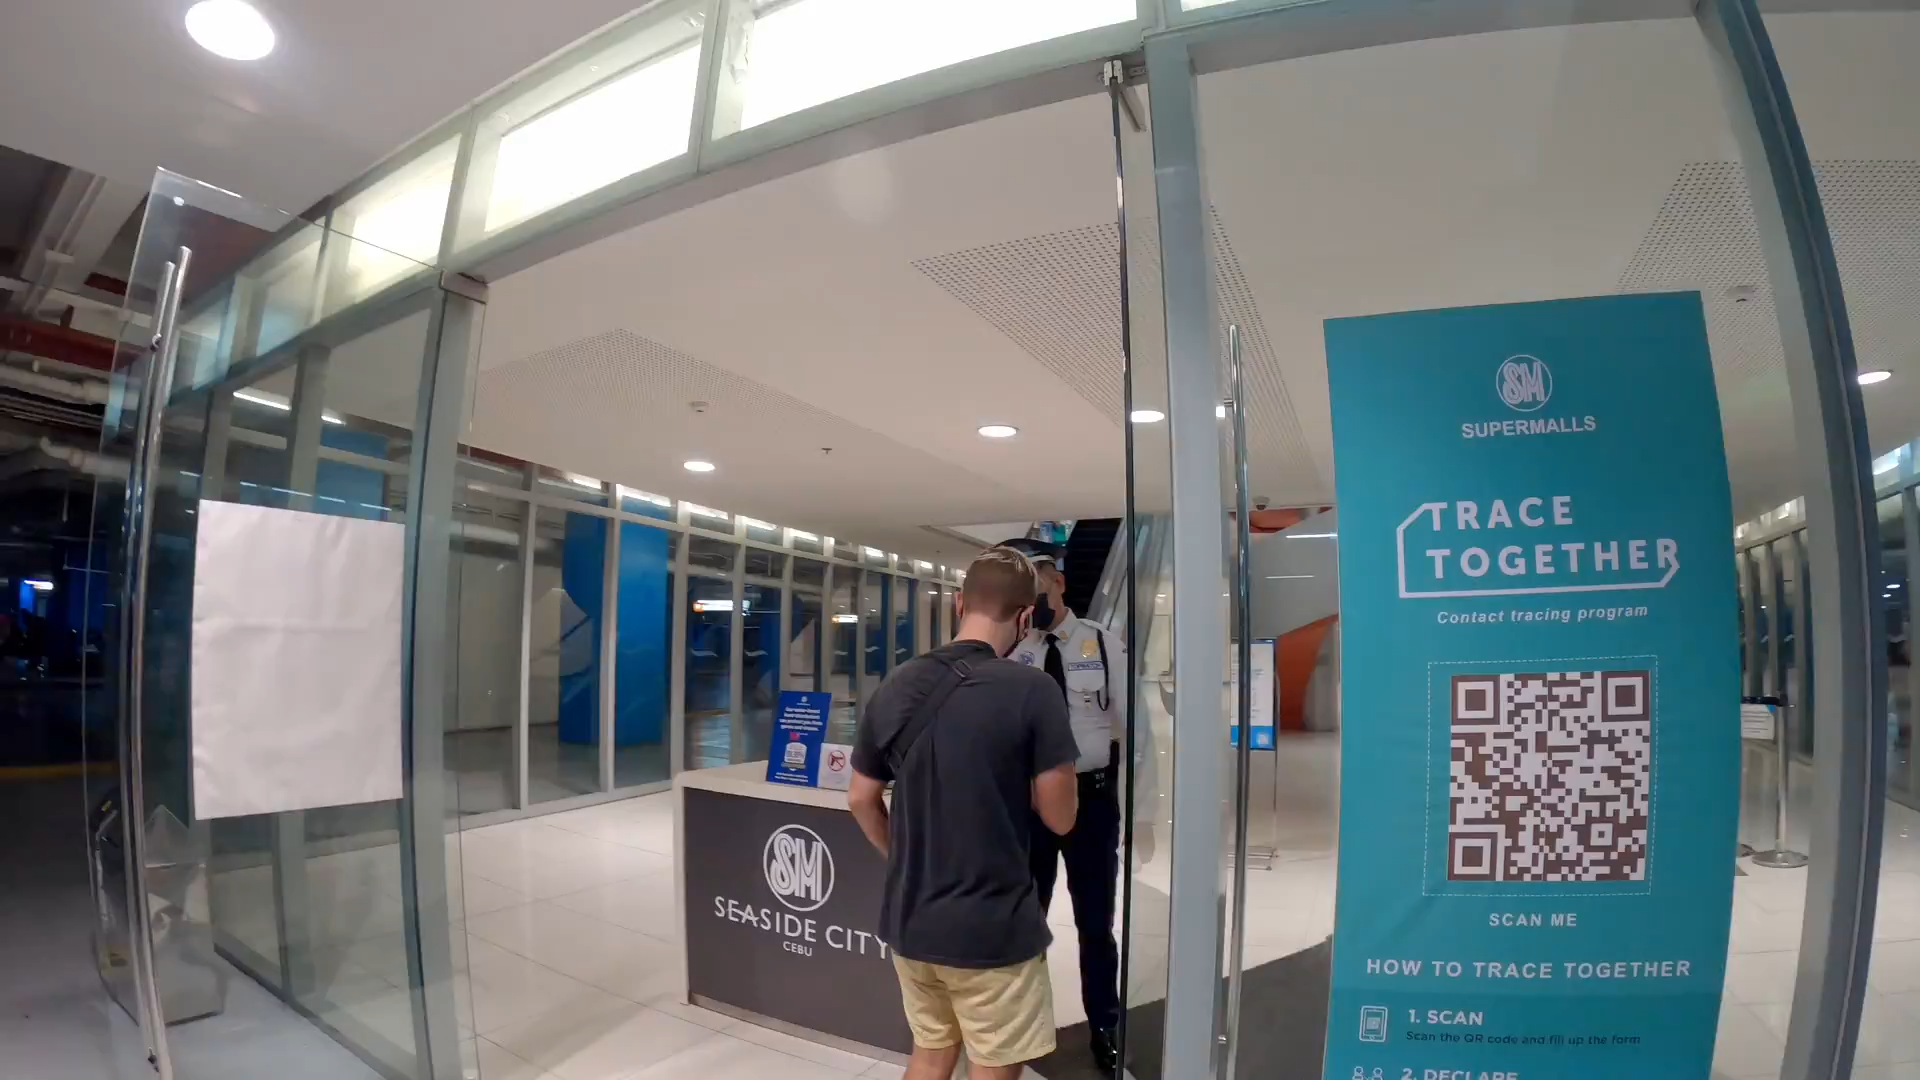 SM
SEASIDE CITY
CEBU
SM
SUPERMALLS
TRACE
TOGETHER
Contact tracing program
SCAN ME
HOW TO TRACE TOGETHER
1. SCAN
Scan the QR code and fill up the form
2. DECLARE